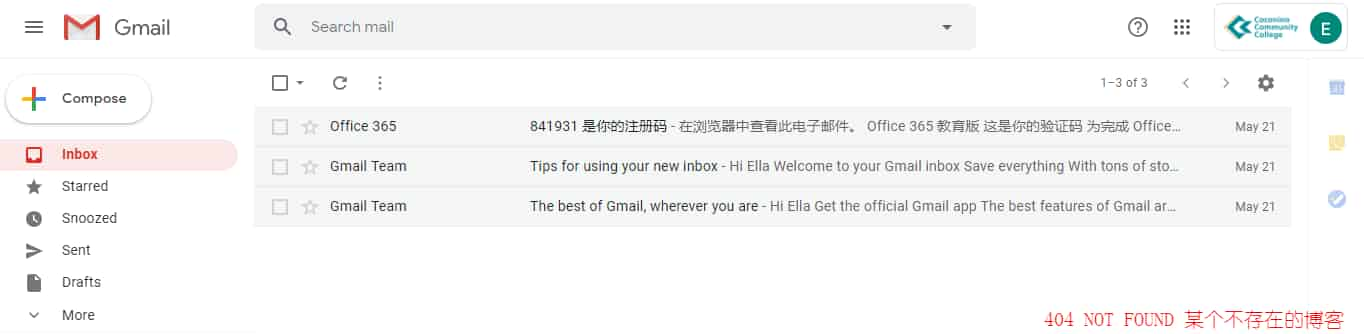 Gmail
Search mail
Coconino
Community
College
E
Compose
1–3 of 3
Inbox
Office 365 841931 是你的注册码 - 在浏览器中查看此电子邮件。 Office 365 教育版 这是你的验证码 为完成 Office... May 21
Gmail Team Tips for using your new inbox - Hi Ella Welcome to your Gmail inbox Save everything With tons of sto... May 21
Gmail Team The best of Gmail, wherever you are - Hi Ella Get the official Gmail app The best features of Gmail ar... May 21
Starred
Snoozed
Sent
Drafts
More
31
404 NOT FOUND 某个不存在的博客